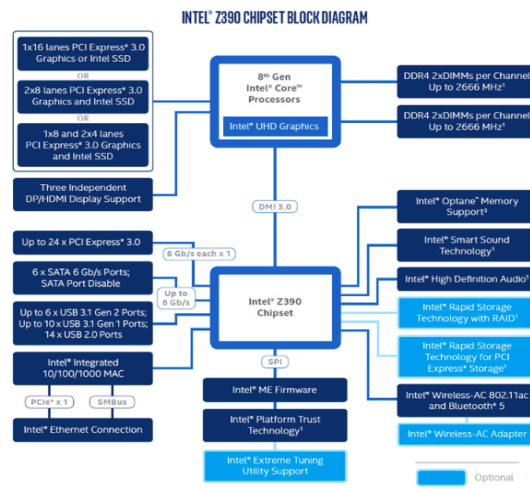 INTEL® Z390 CHIPSET BLOCK DIAGRAM
1x16 lanes PCI Express* 3.0
Graphics or Intel SSD
OR
2x8 lanes PCI Express* 3.0
Graphics and Intel SSD
OR
1x8 and 2x4 lanes
PCI Express* 3.0 Graphics
and Intel SSD
Three Independent
DP/HDMI Display Support
8th Gen
Intel® Core™
Processors
Intel® UHD Graphics
DDR4 2xDIMMs per Channel
Up to 2666 MHz¹
DDR4 2xDIMMs per Channel
Up to 2666 MHz¹
DMI 3.0
Up to 24 x PCI Express* 3.0
8 Gb/s each x 1
6 x SATA 6 Gb/s Ports;
SATA Port Disable
Up to
6 Gb/s
Up to 6 x USB 3.1 Gen 2 Ports;
Up to 10 x USB 3.1 Gen 1 Ports;
14 x USB 2.0 Ports
Intel® Integrated
10/100/1000 MAC
PCIe* x 1
SMBus
Intel® Ethernet Connection
Intel® Z390
Chipset
SPI
Intel® ME Firmware
Intel® Platform Trust
Technology¹
Intel® Extreme Tuning
Utility Support
Intel® Optane™ Memory
Support³
Intel® Smart Sound
Technology¹
Intel® High Definition Audio¹
Intel® Rapid Storage
Technology with RAID¹
Intel® Rapid Storage
Technology for PCI
Express* Storage¹
Intel® Wireless-AC 802.11ac
and Bluetooth® 5
Intel® Wireless-AC Adapter
Optional